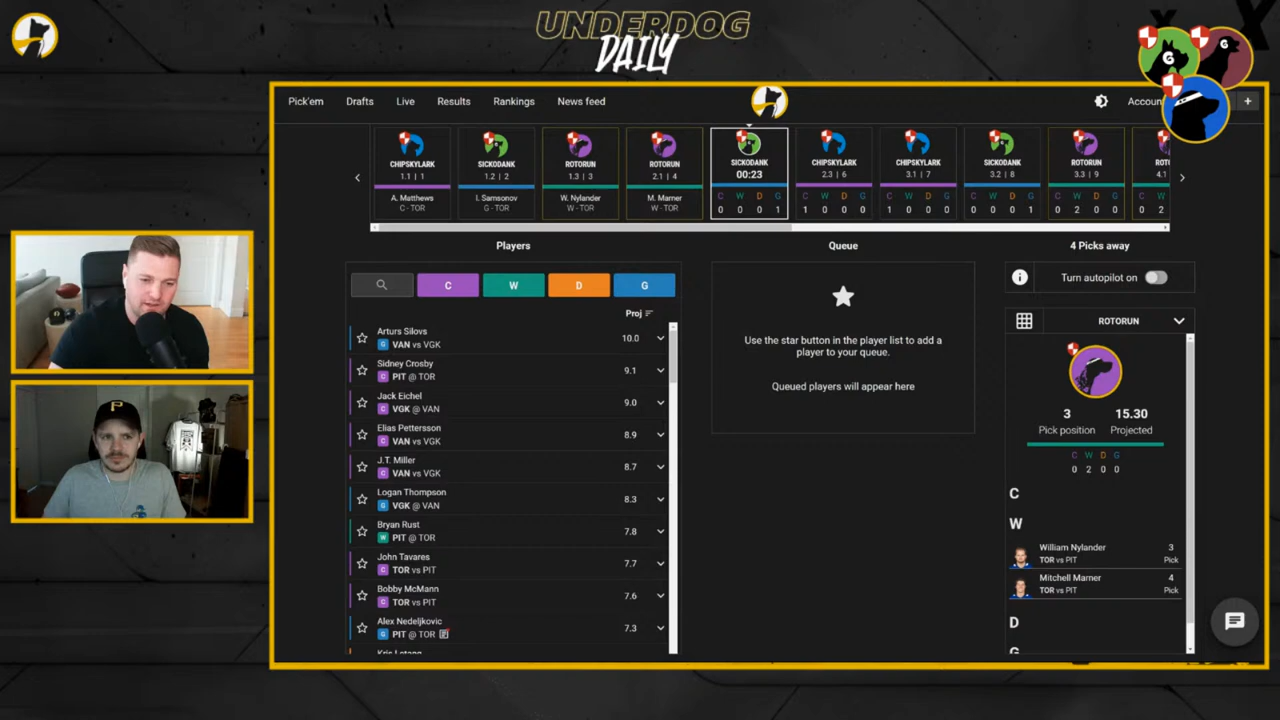 UNDERDOG
DAILY
G
G
Pick'em Drafts Live Results Rankings News feed
Accoun +
CHIPSKYLARK
1.1 | 1
A. Matthews
C - TOR
SICKODANK
1.2 | 2
I. Samsonov
G - TOR
ROTORUN
1.3 | 3
W. Nylander
W - TOR
ROTORUN
2.1 | 4
M. Marner
W - TOR
SICKODANK
00:23
C W D G
0 0 0 1
CHIPSKYLARK
2.3 | 6
C W D G
1 0 0 0
CHIPSKYLARK
3.1 | 7
C W D G
1 0 0 0
SICKODANK
3.2 | 8
C W D G
0 0 0 1
ROTORUN
3.3 | 9
C W D G
0 2 0 0
ROT
4.1
C W
0 2
Players
C W D G
Proj
Arturs Silovs
G VAN vs VGK
10.0
Sidney Crosby
C PIT @ TOR
9.1
Jack Eichel
C VGK @ VAN
9.0
Elias Pettersson
C VAN vs VGK
8.9
J.T. Miller
C VAN vs VGK
8.7
Logan Thompson
G VGK @ VAN
8.3
Bryan Rust
W PIT @ TOR
7.8
John Tavares
C TOR vs PIT
7.7
Bobby McMann
C TOR vs PIT
7.6
Alex Nedeljkovic
G PIT @ TOR
7.3
Kris Letang
Queue
Use the star button in the player list to add a
player to your queue.
Queued players will appear here
4 Picks away
Turn autopilot on
ROTORUN
3 15.30
Pick position Projected
C W D G
0 2 0 0
C
W
William Nylander 3
TOR vs PIT Pick
Mitchell Marner 4
TOR vs PIT Pick
D
G
P